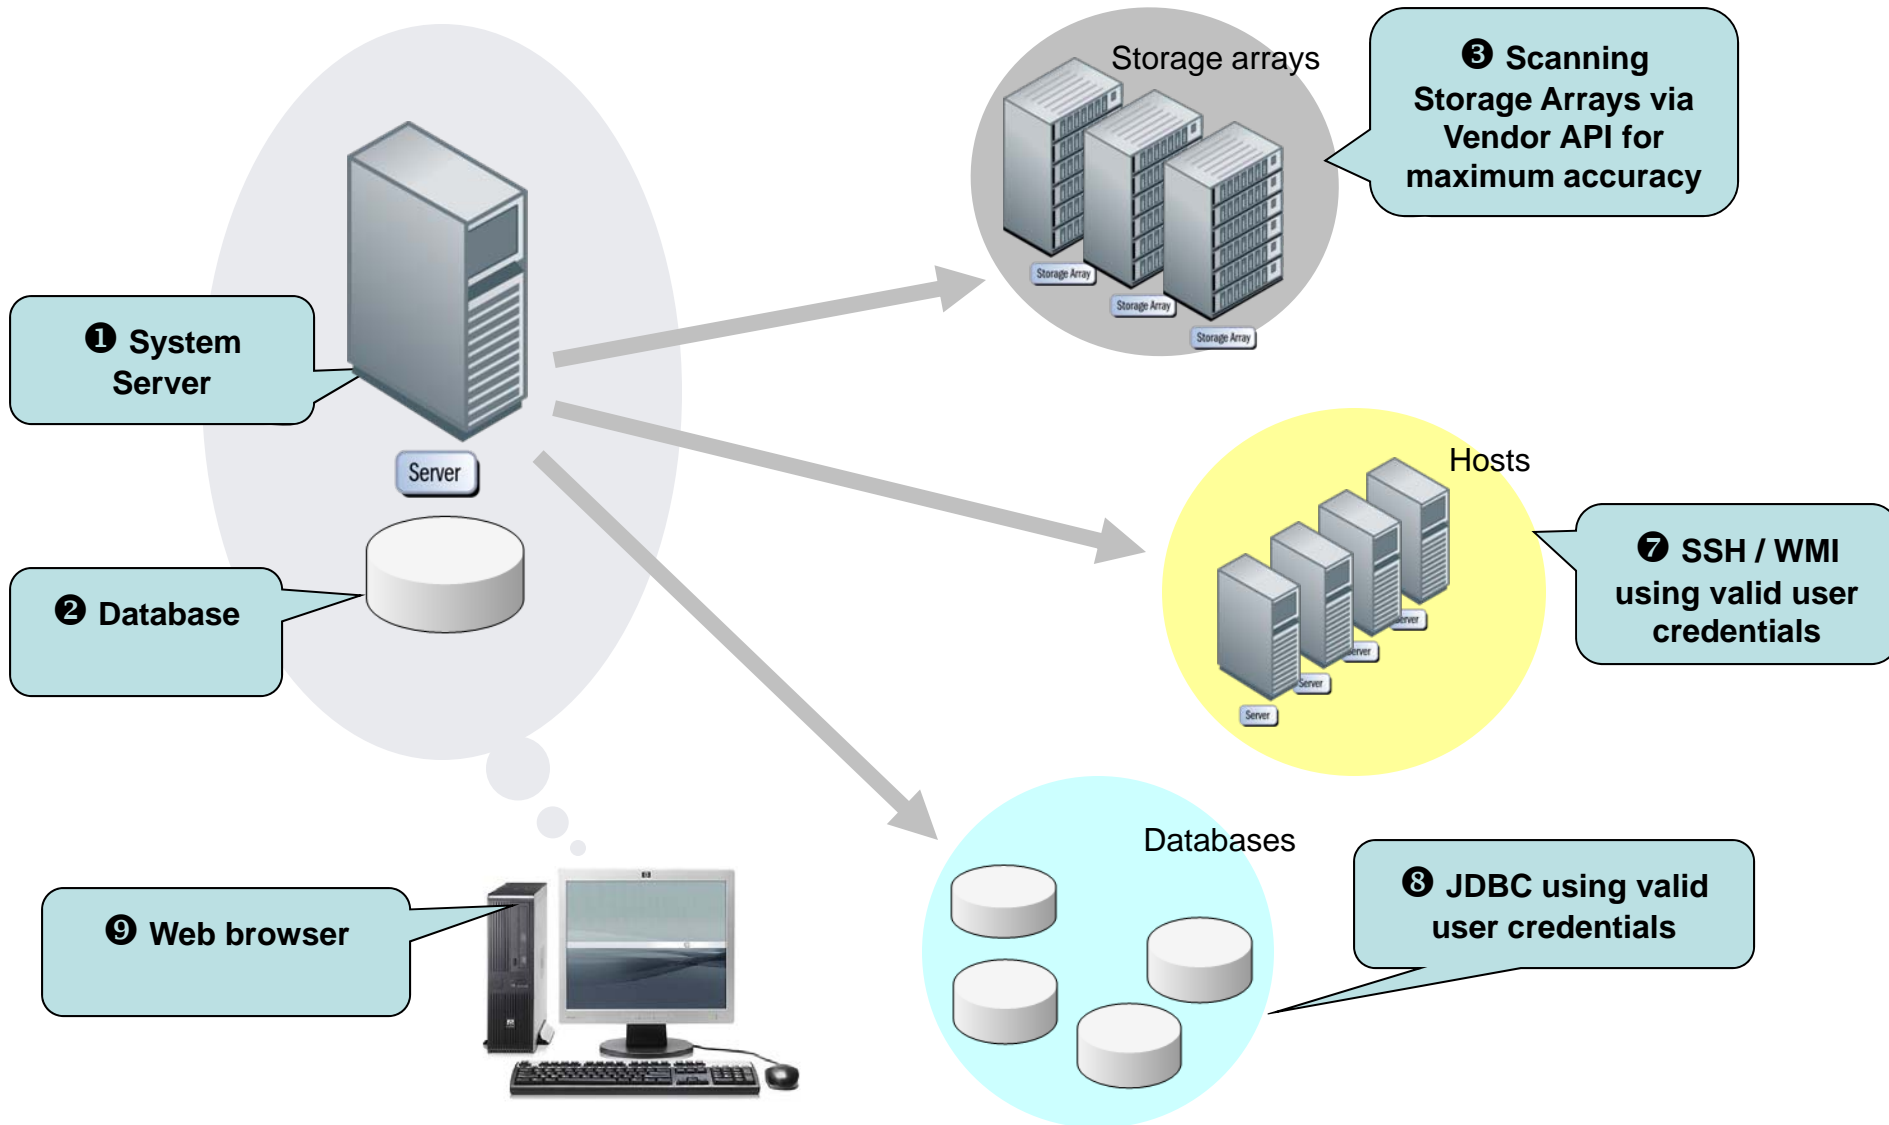 Storage arrays
❸ Scanning
Storage Arrays via
Vendor API for
maximum accuracy
Storage Array
Storage Array
Storage Array
❶ System
Server
Server
Hosts
❼ SSH / WMI
using valid user
credentials
Server
Server
Server
Server
❷ Database
Databases
❽ JDBC using valid
user credentials
❾ Web browser